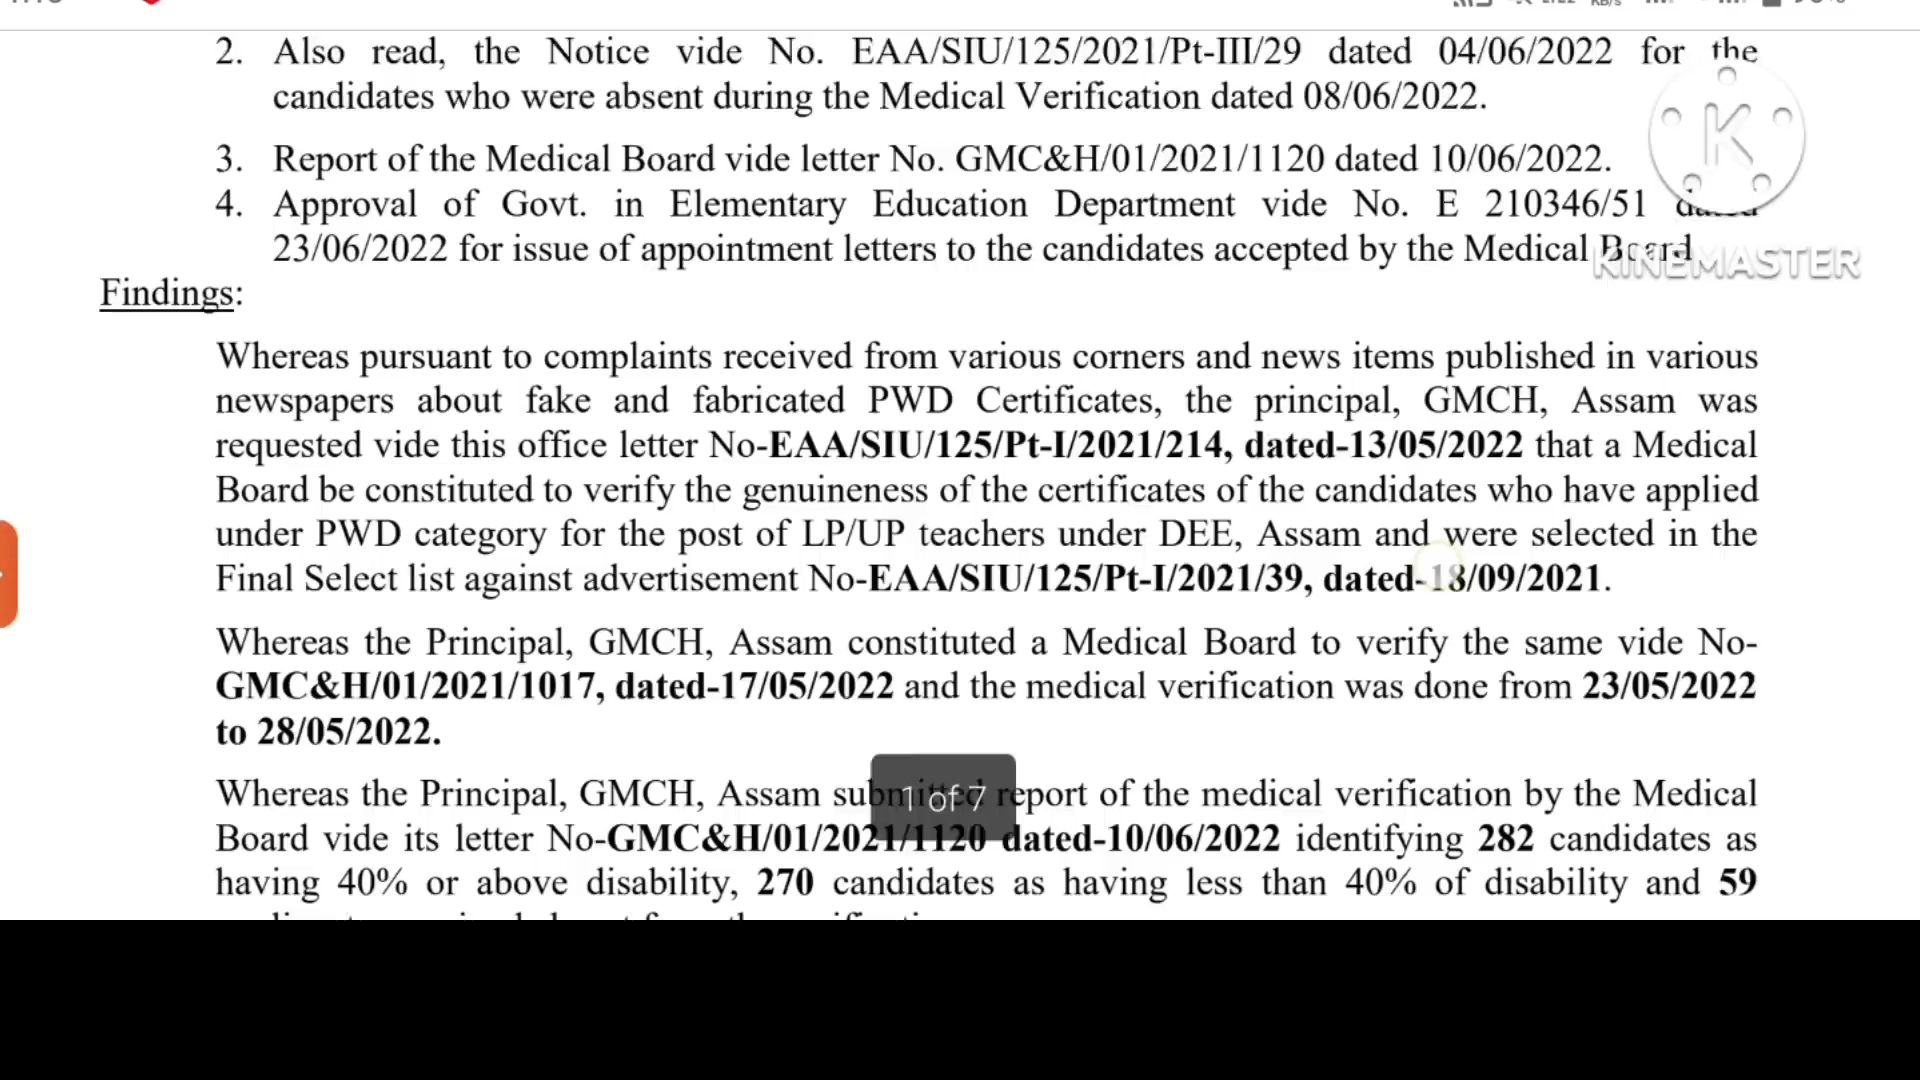 2. Also read, the Notice vide No. EAA/SIU/125/2021/Pt-III/29 dated 04/06/2022 for the
candidates who were absent during the Medical Verification dated 08/06/2022.
3. Report of the Medical Board vide letter No. GMC&H/01/2021/1120 dated 10/06/2022.
4. Approval of Govt. in Elementary Education Department vide No. E 210346/51 dated
23/06/2022 for issue of appointment letters to the candidates accepted by the Medical Board
K
KINEMASTER
Findings:
Whereas pursuant to complaints received from various corners and news items published in various
newspapers about fake and fabricated PWD Certificates, the principal, GMCH, Assam was
requested vide this office letter No-EAA/SIU/125/Pt-I/2021/214, dated-13/05/2022 that a Medical
Board be constituted to verify the genuineness of the certificates of the candidates who have applied
under PWD category for the post of LP/UP teachers under DEE, Assam and were selected in the
Final Select list against advertisement No-EAA/SIU/125/Pt-I/2021/39, dated-18/09/2021.
Whereas the Principal, GMCH, Assam constituted a Medical Board to verify the same vide No-
GMC&H/01/2021/1017, dated-17/05/2022 and the medical verification was done from 23/05/2022
to 28/05/2022.
Whereas the Principal, GMCH, Assam submitted report of the medical verification by the Medical
1 of 7
Board vide its letter No-GMC&H/01/2021/1120 dated-10/06/2022 identifying 282 candidates as
having 40% or above disability, 270 candidates as having less than 40% of disability and 59